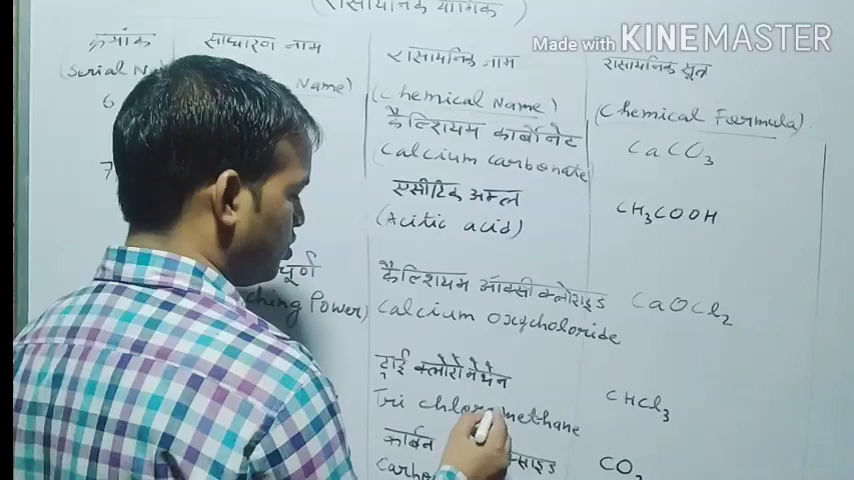 (रासायनिक यौगिक)
Made with KINEMASTER
क्रमांक साधारण नाम रासायनिक नाम रासायनिक सूत्र
(Serial Name) (Chemical Name) (Chemical Formula)
6 कैल्शियम कार्बोनेट CaCO3
Calcium carbonate
7 एसीटिक अम्ल CH3COOH
(Acitic acid)
चूर्ण कैल्शियम ऑक्सीक्लोराइड CaOCl2
ching Power) Calcium oxycholoride
ट्राई क्लोरो मेथेन CHCl3
Tri chloromethane
कार्बन क्साइड CO2
Carbo